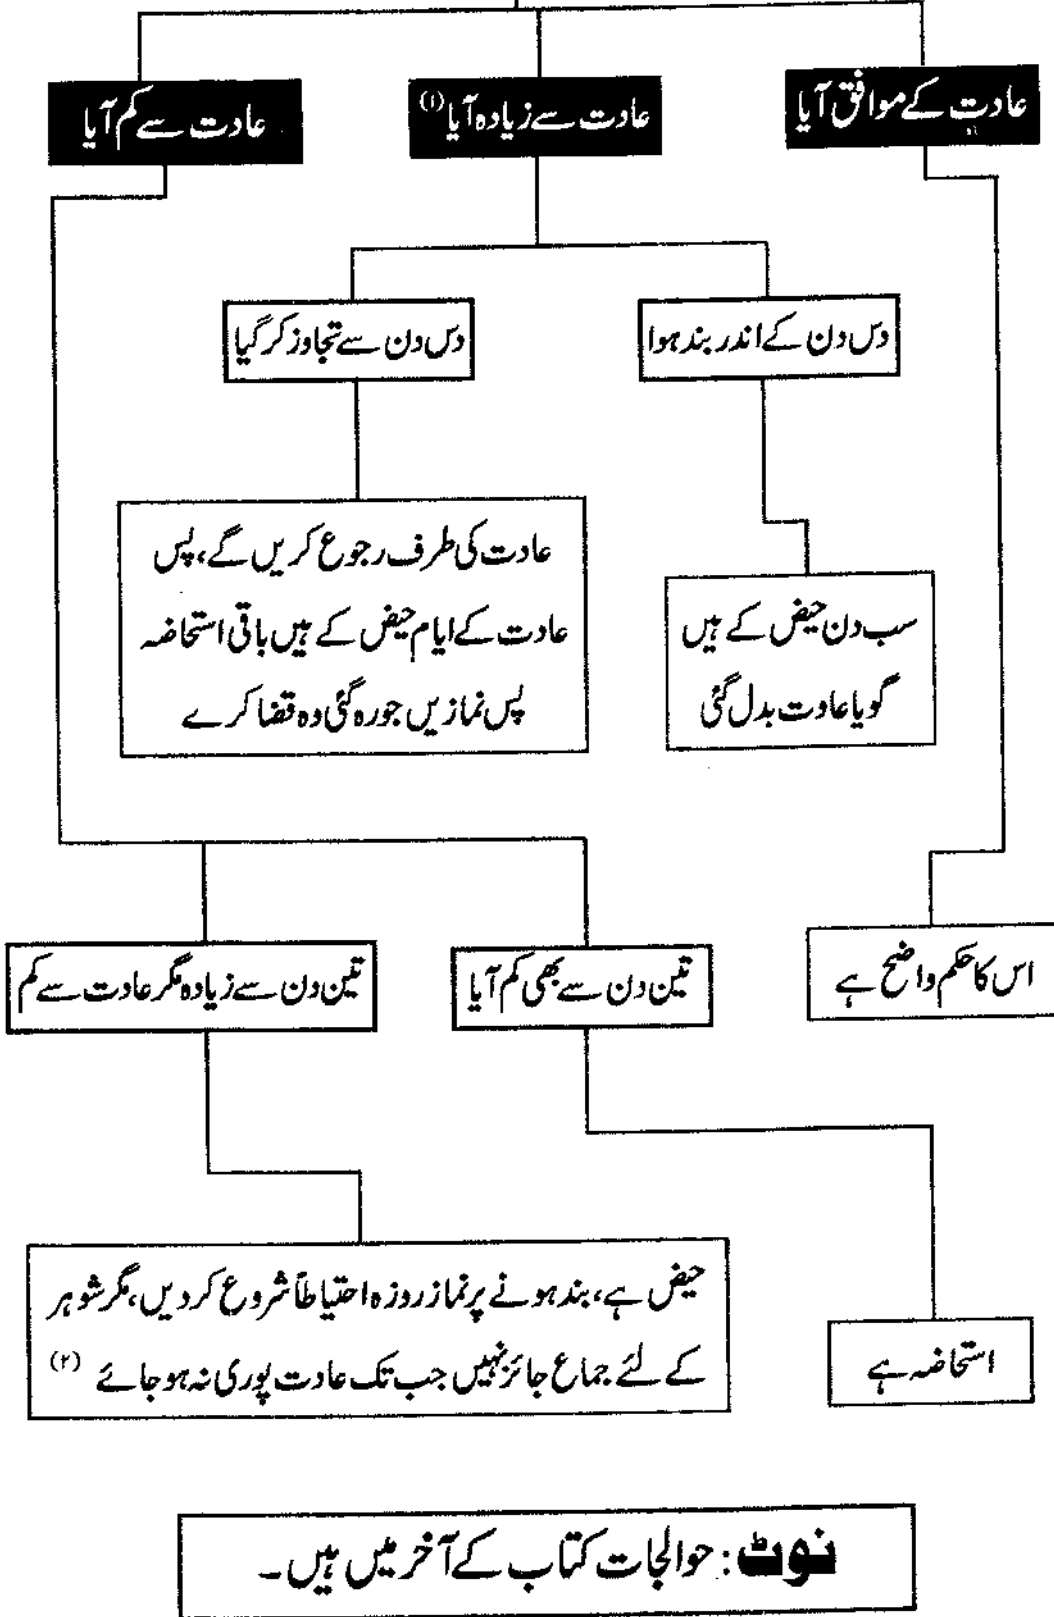 عادت کے موافق آیا
عادت سے زیادہ آیا (۱)
عادت سے کم آیا
دس دن کے اندر بند ہوا
دس دن سے تجاوز کر گیا
سب دن حیض کے ہیں
گویا عادت بدل گئی
عادت کی طرف رجوع کریں گے، پس
عادت کے ایام حیض کے ہیں باقی استحاضہ
پس نمازیں جو رہ گئی وہ قضا کرے
اس کا حکم واضح ہے
تین دن سے بھی کم آیا
تین دن سے زیادہ مگر عادت سے کم
استحاضہ ہے
حیض ہے، بند ہونے پر نماز روزہ احتیاطاً شروع کر دیں، مگر شوہر
کے لئے جماع جائز نہیں جب تک عادت پوری نہ ہو جائے (۲)
نوٹ: حوالجات کتاب کے آخر میں ہیں۔